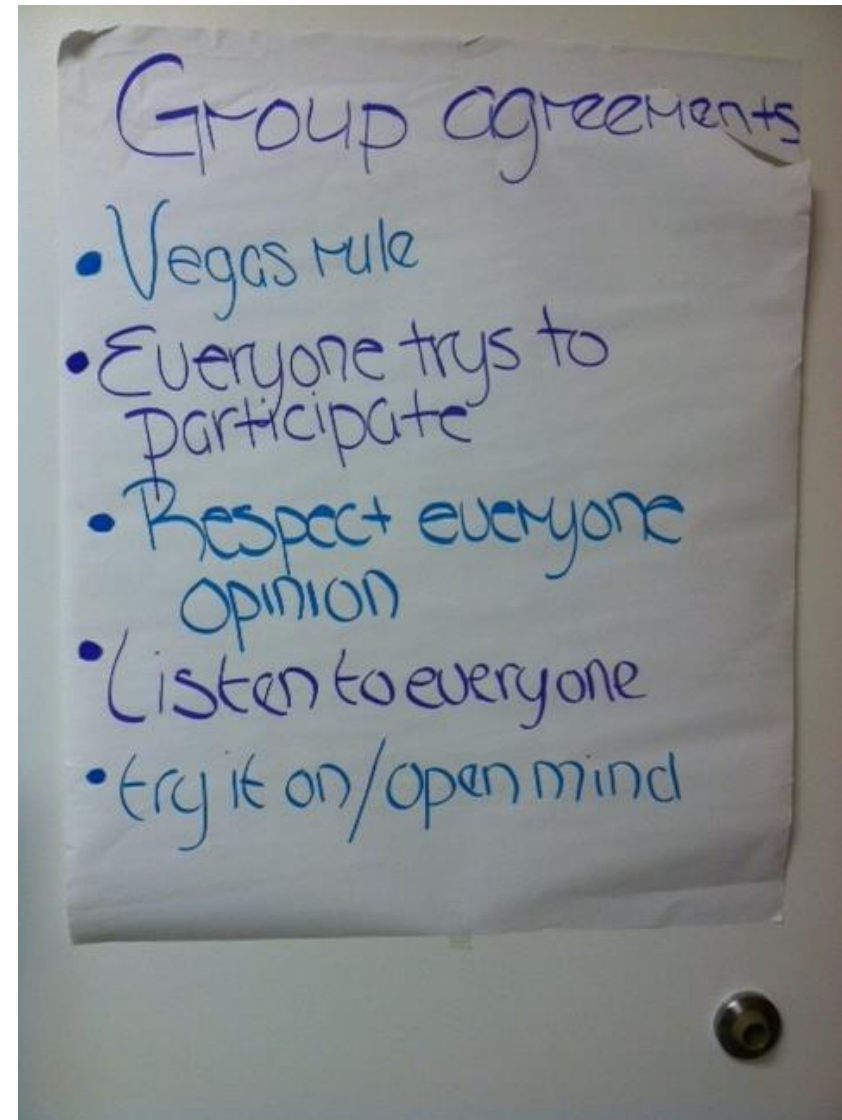 Group agreements
• Vegas rule
• Everyone trys to
participate
• Respect everyone
opinion
• Listen to everyone
• try it on/open mind